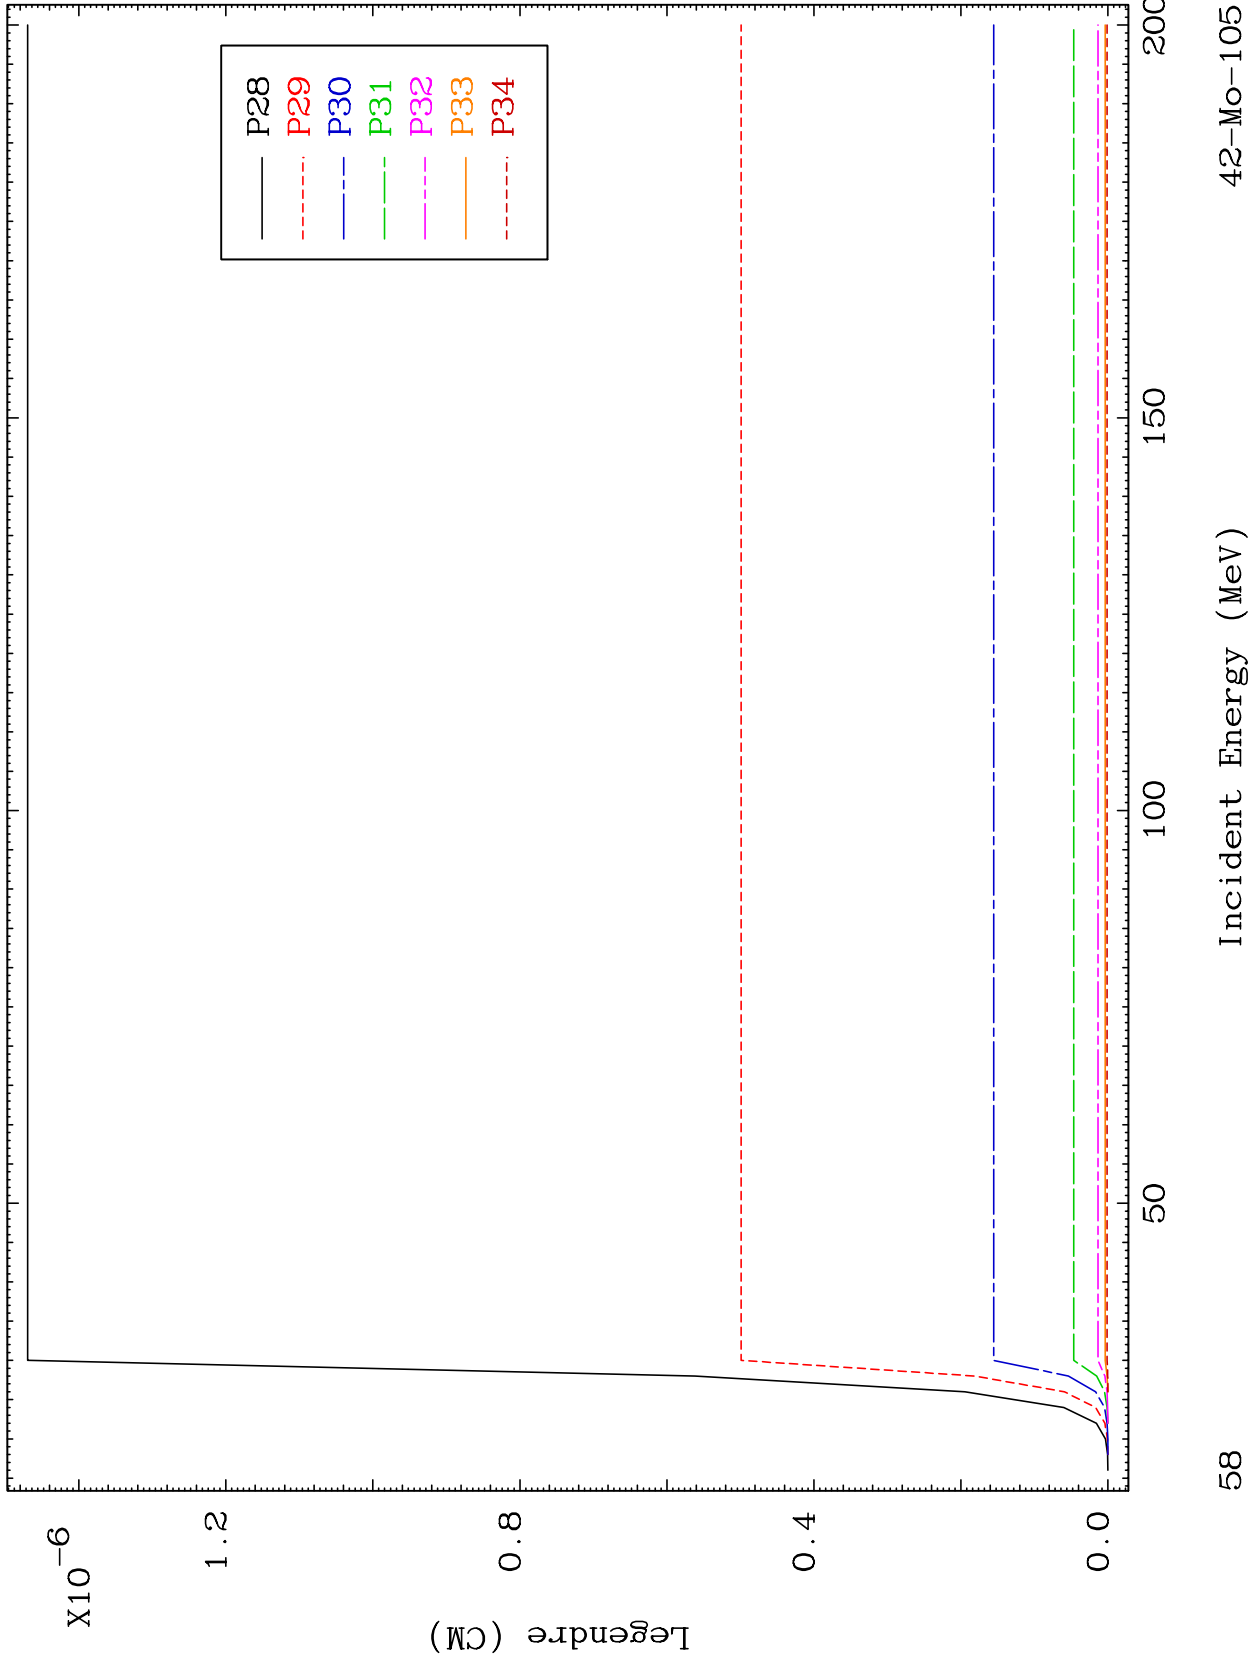 X10-6
1.2
0.8
0.4
0.0
Legendre (CM)
P28
P29
P30
P31
P32
P33
P34
50
100
150
200
58
Incident Energy (MeV)
42-Mo-105